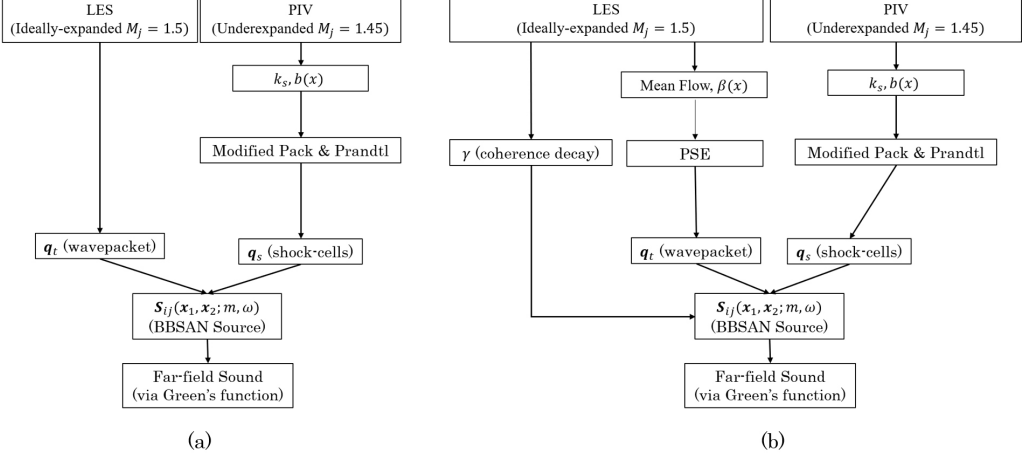 LES
(Ideally-expanded M_j = 1.5)
PIV
(Underexpanded M_j = 1.45)
k_s, b(x)
Modified Pack & Prandtl
q_t (wavepacket)
q_s (shock-cells)
S_ij(x_1, x_2; m, ω)
(BBSAN Source)
Far-field Sound
(via Green's function)
(a)
LES
(Ideally-expanded M_j = 1.5)
PIV
(Underexpanded M_j = 1.45)
Mean Flow, β(x)
k_s, b(x)
γ (coherence decay)
PSE
Modified Pack & Prandtl
q_t (wavepacket)
q_s (shock-cells)
S_ij(x_1, x_2; m, ω)
(BBSAN Source)
Far-field Sound
(via Green's function)
(b)